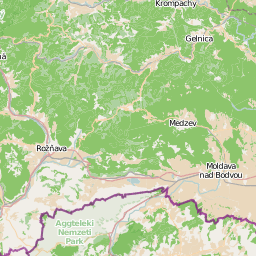 Krompachy
Gelnica
Medzev
Rožňava
Moldava
nad Bodvou
Aggteleki
Nemzeti
Park